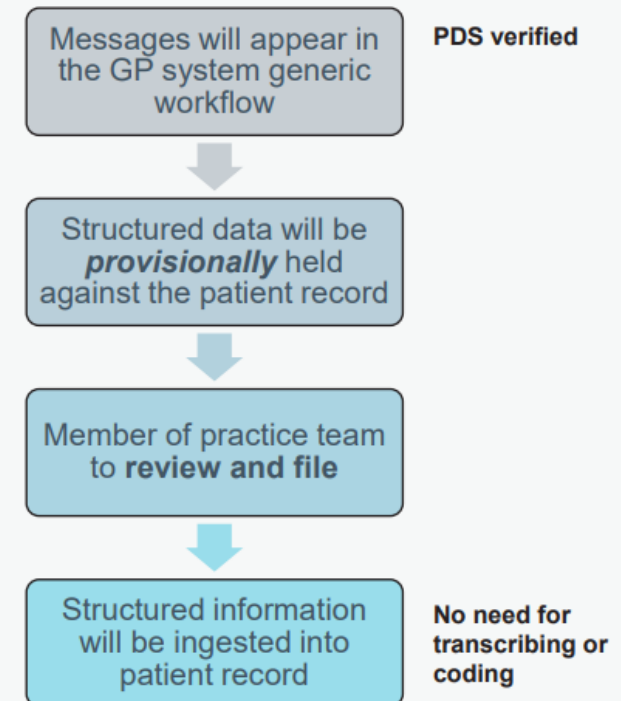 Messages will appear in
the GP system generic
workflow
PDS verified
Structured data will be
provisionally held
against the patient record
Member of practice team
to review and file
Structured information
will be ingested into
patient record
No need for
transcribing or
coding